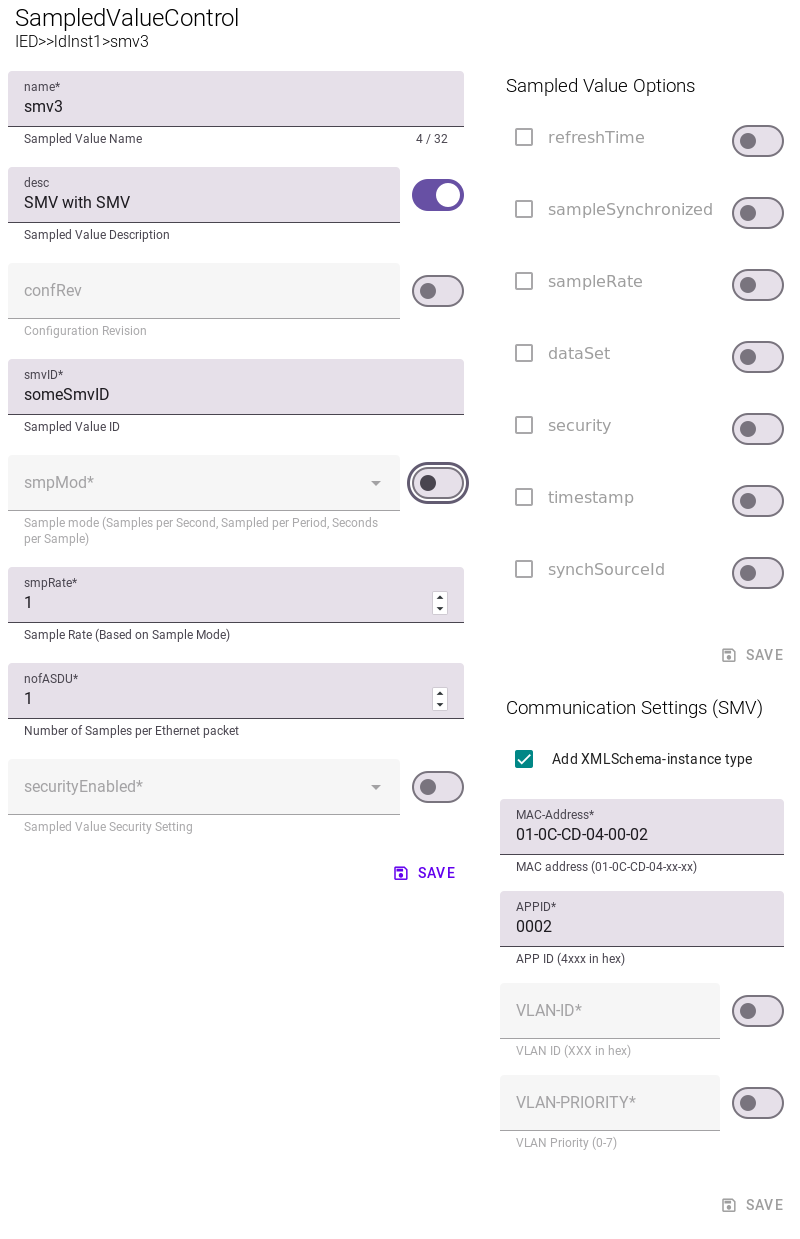 SampledValueControl
IED>>ldInst1>smv3
name*
smv3
Sampled Value Name
4 / 32
desc
SMV with SMV
Sampled Value Description
confRev
Configuration Revision
smvID*
someSmvID
Sampled Value ID
smpMod*
Sample mode (Samples per Second, Sampled per Period, Seconds
per Sample)
smpRate*
1
Sample Rate (Based on Sample Mode)
nofASDU*
1
Number of Samples per Ethernet packet
securityEnabled*
Sampled Value Security Setting
SAVE
Sampled Value Options
refreshTime
sampleSynchronized
sampleRate
dataSet
security
timestamp
synchSourceId
SAVE
Communication Settings (SMV)
Add XMLSchema-instance type
MAC-Address*
01-0C-CD-04-00-02
MAC address (01-0C-CD-04-xx-xx)
APPID*
0002
APP ID (4xxx in hex)
VLAN-ID*
VLAN ID (XXX in hex)
VLAN-PRIORITY*
VLAN Priority (0-7)
SAVE